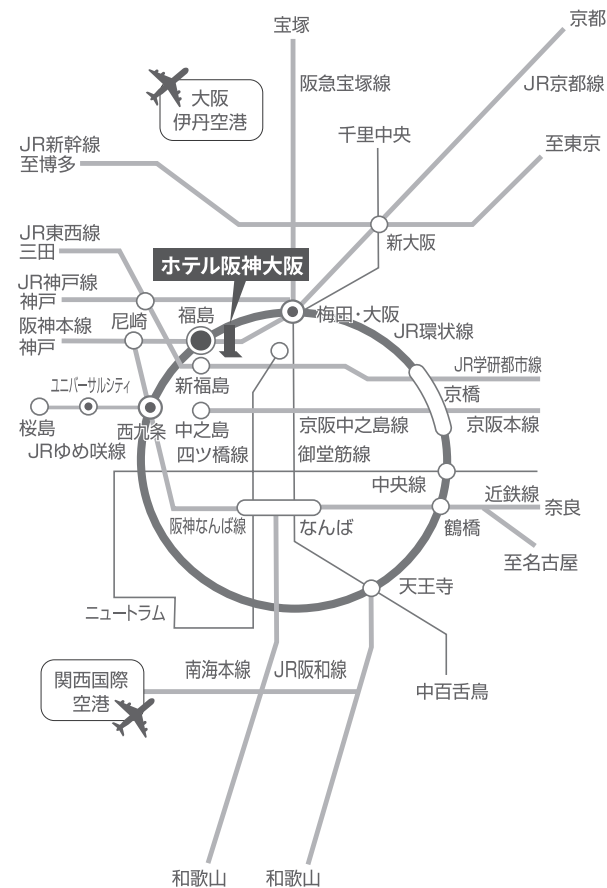 宝塚
京都
阪急宝塚線
JR京都線
大阪
伊丹空港
千里中央
JR新幹線
至博多
至東京
新大阪
JR東西線
三田
ホテル阪神大阪
JR神戸線
神戸
尼崎
福島
梅田・大阪
阪神本線
神戸
JR環状線
JR学研都市線
ユニバーサルシティ
新福島
京橋
桜島
西九条
中之島
京阪中之島線
京阪本線
JRゆめ咲線
四ツ橋線
御堂筋線
中央線
近鉄線
奈良
阪神なんば線
なんば
鶴橋
至名古屋
天王寺
ニュートラム
関西国際
空港
南海本線
JR阪和線
中百舌鳥
和歌山
和歌山